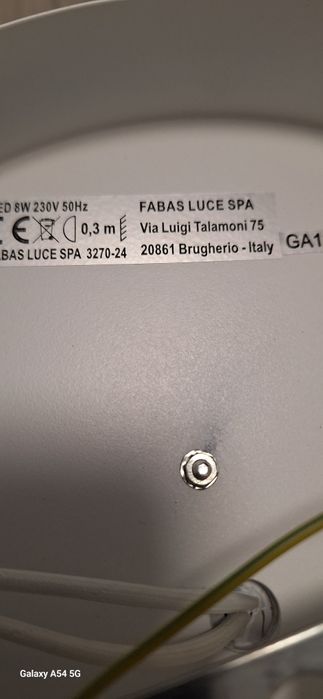 ED 8W 230V 50Hz
CE 0,3 m
ABAS LUCE SPA 3270-24
FABAS LUCE SPA
Via Luigi Talamoni 75
20861 Brugherio - Italy
GA1
Galaxy A54 5G